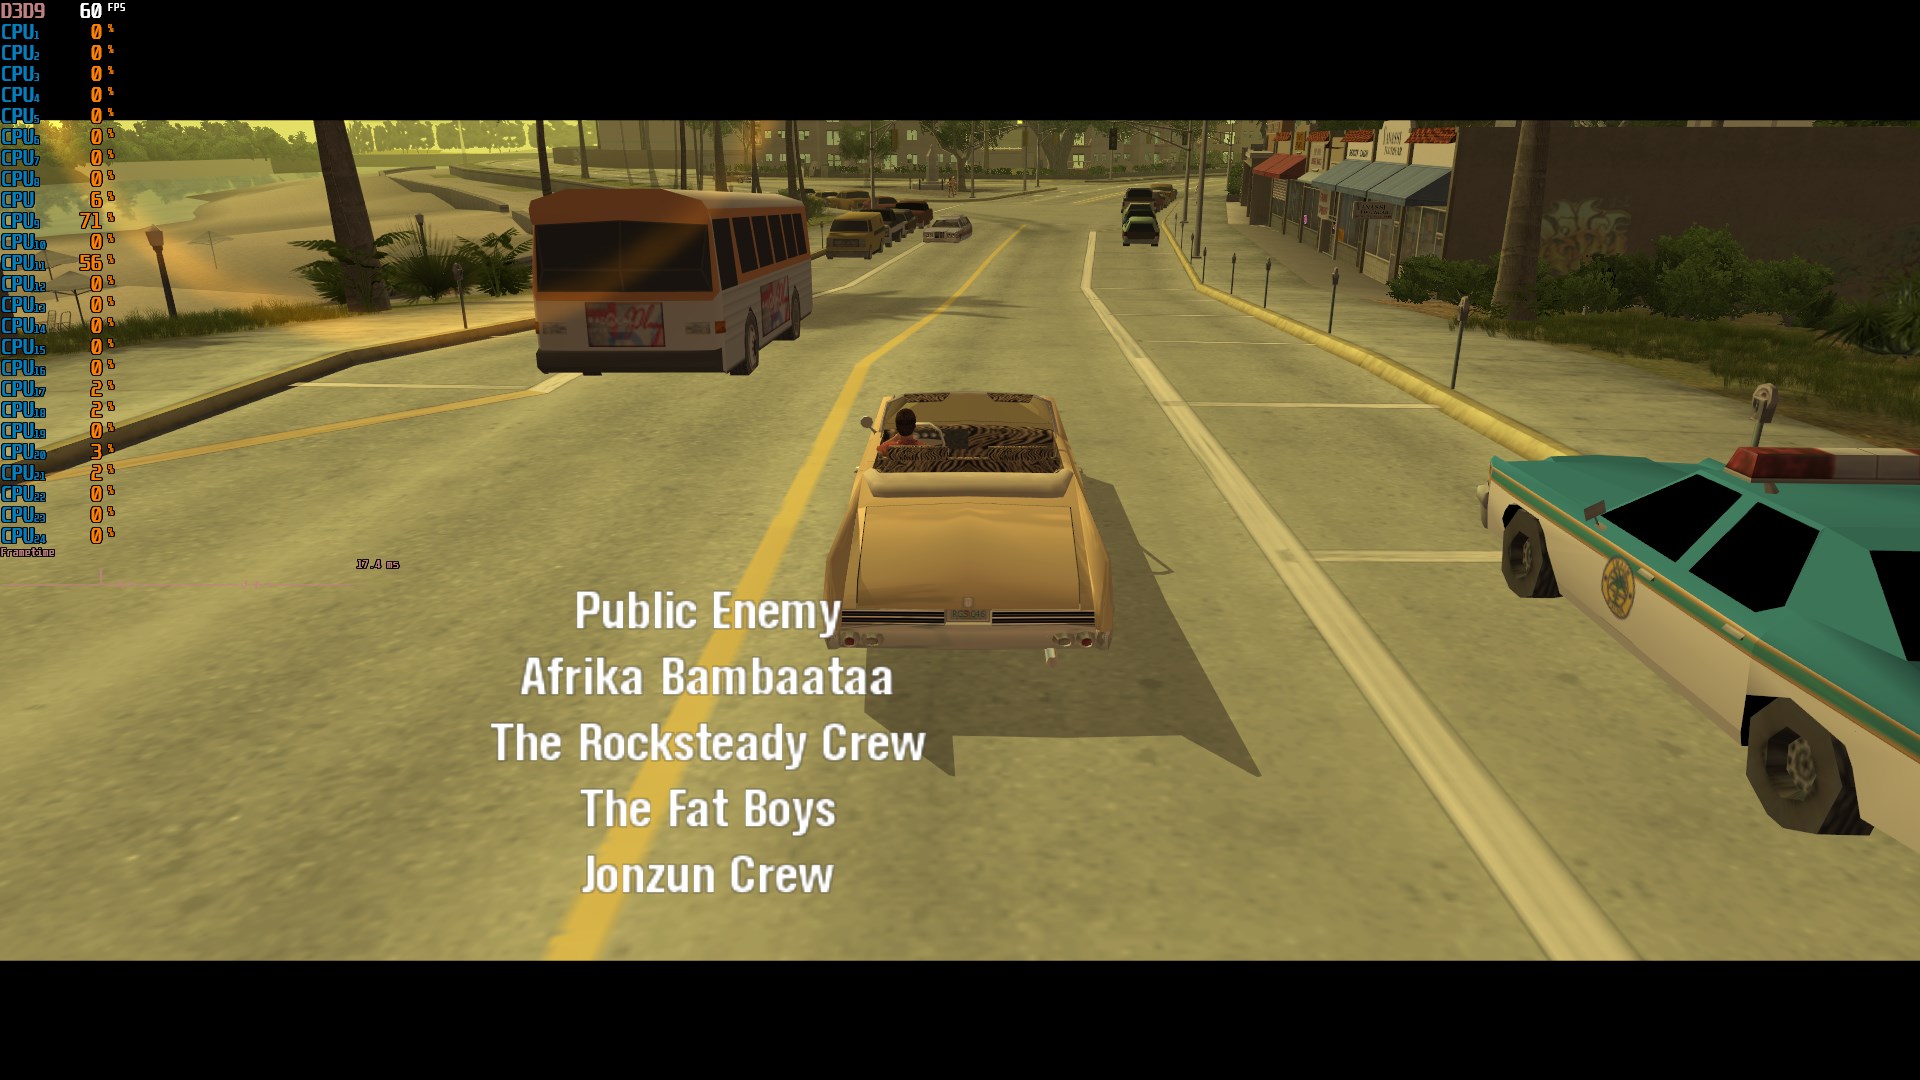 D3D9 60 FPS
CPU1 0 %
CPU2 0 %
CPU3 0 %
CPU4 0 %
CPU5 0 %
CPU6 0 %
CPU7 0 %
CPU8 0 %
CPU 6 %
CPU9 71 %
CPU10 0 %
CPU11 56 %
CPU12 0 %
CPU13 0 %
CPU14 0 %
CPU15 0 %
CPU16 0 %
CPU17 2 %
CPU18 2 %
CPU19 0 %
CPU20 3 %
CPU21 2 %
CPU22 0 %
CPU23 0 %
CPU24 0 %
Frametime
17.4 ms
Public Enemy
Afrika Bambaataa
The Rocksteady Crew
The Fat Boys
Jonzun Crew